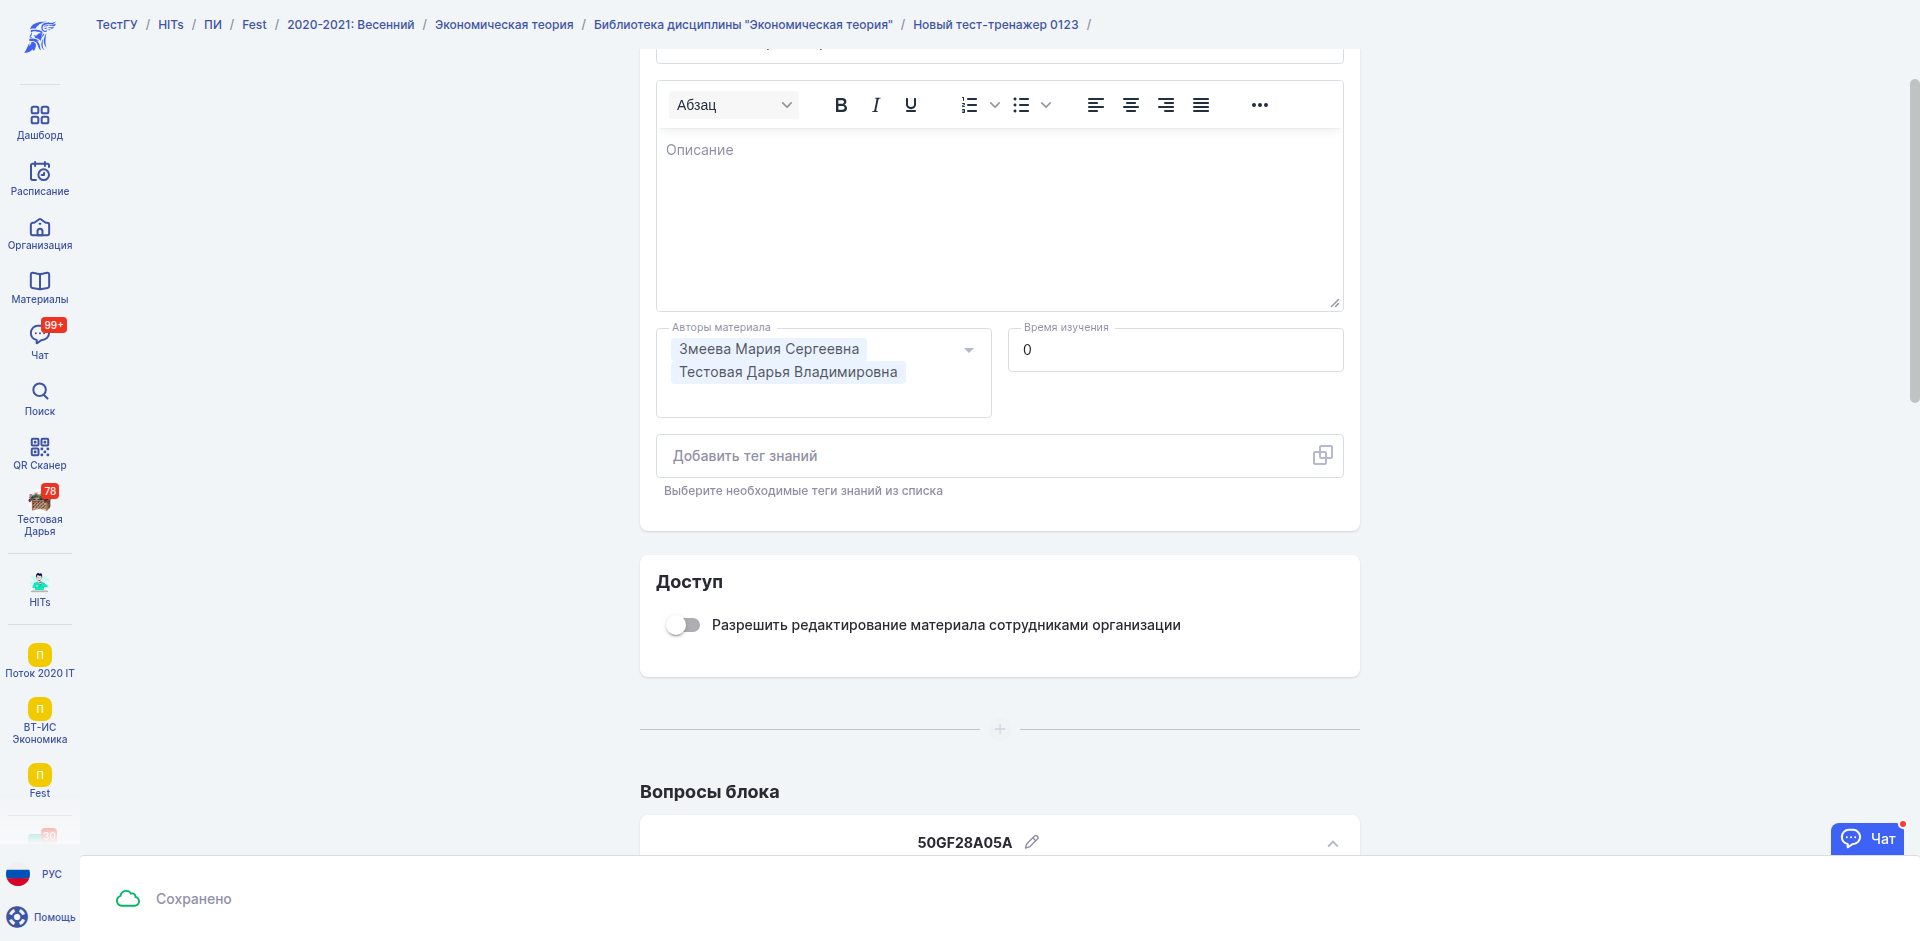 ТестГУ / HITs / ПИ / Fest / 2020-2021: Весенний / Экономическая теория / Библиотека дисциплины "Экономическая теория" / Новый тест-тренажер 0123 /
Дашборд
Расписание
Организация
Материалы
99+
Чат
Поиск
QR Сканер
78
Тестовая
Дарья
HITs
П
Поток 2020 IT
П
ВТ-ИС
Экономика
П
Fest
30
РУС
Помощь
Абзац
Описание
Авторы материала
Змеева Мария Сергеевна
Тестовая Дарья Владимировна
Время изучения
0
Добавить тег знаний
Выберите необходимые теги знаний из списка
Доступ
Разрешить редактирование материала сотрудниками организации
Вопросы блока
50GF28A05A
Чат
Сохранено